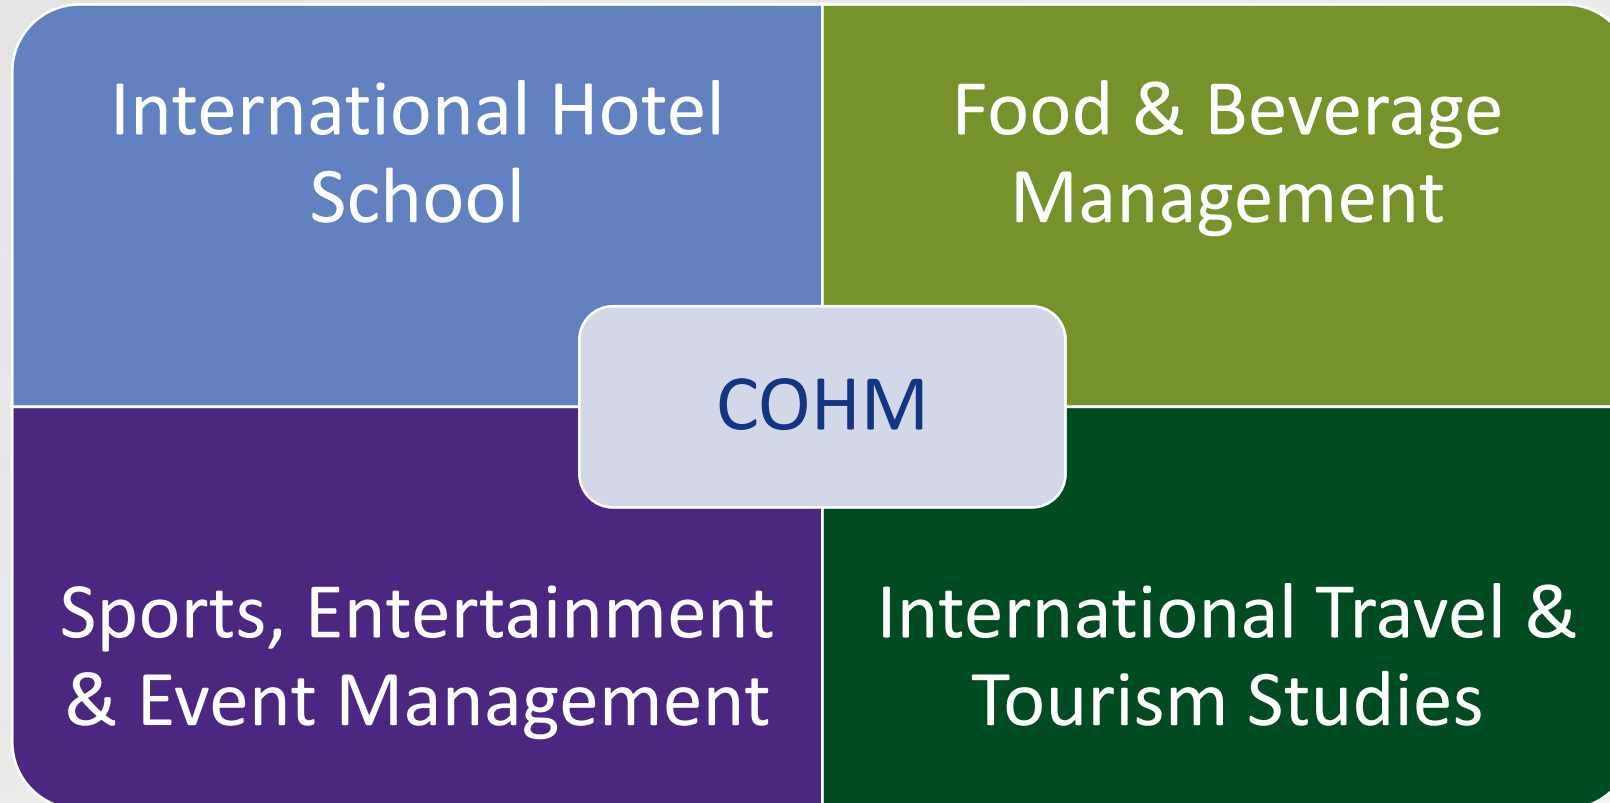 International Hotel
School
Food & Beverage
Management
COHM
Sports, Entertainment
& Event Management
International Travel &
Tourism Studies